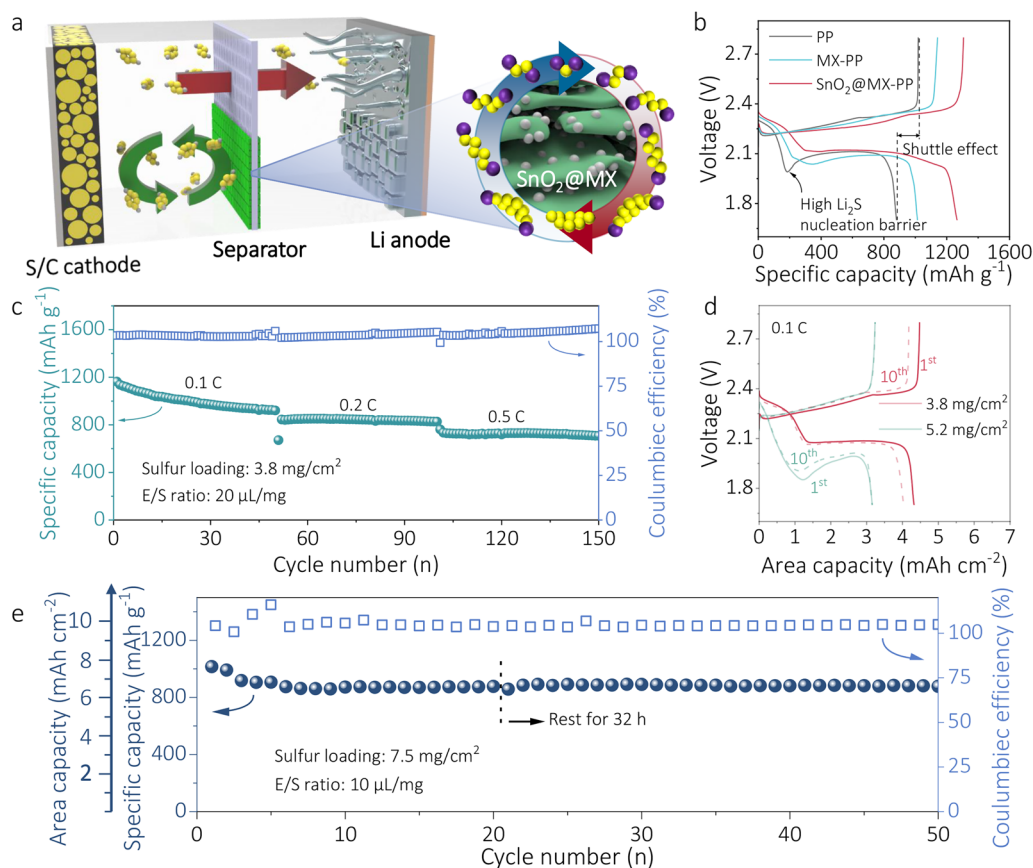 a
S/C cathode
Separator
Li anode
SnO₂@MX
b
Voltage (V)
2.8
2.4
2.1
1.8
PP
MX-PP
SnO₂@MX-PP
Shuttle effect
High Li₂S
nucleation barrier
0 400 800 1200 1600
Specific capacity (mAh g⁻¹)
c
Specific capacity (mAh g⁻¹)
1600
1200
800
400
0
0.1 C
0.2 C
0.5 C
Sulfur loading: 3.8 mg/cm²
E/S ratio: 20 μL/mg
0 30 60 90 120 150
Cycle number (n)
100
75
50
25
0
Coulumbiec efficiency (%)
d
Voltage (V)
2.7
2.4
2.1
1.8
0.1 C
10th
1st
3.8 mg/cm²
5.2 mg/cm²
10th
1st
0 1 2 3 4 5 6 7
Area capacity (mAh cm⁻²)
e
Area capacity (mAh cm⁻²)
10
8
6
4
2
Specific capacity (mAh g⁻¹)
1200
800
400
0
Rest for 32 h
Sulfur loading: 7.5 mg/cm²
E/S ratio: 10 μL/mg
0 10 20 30 40 50
Cycle number (n)
100
75
50
25
0
Coulumbiec efficiency (%)